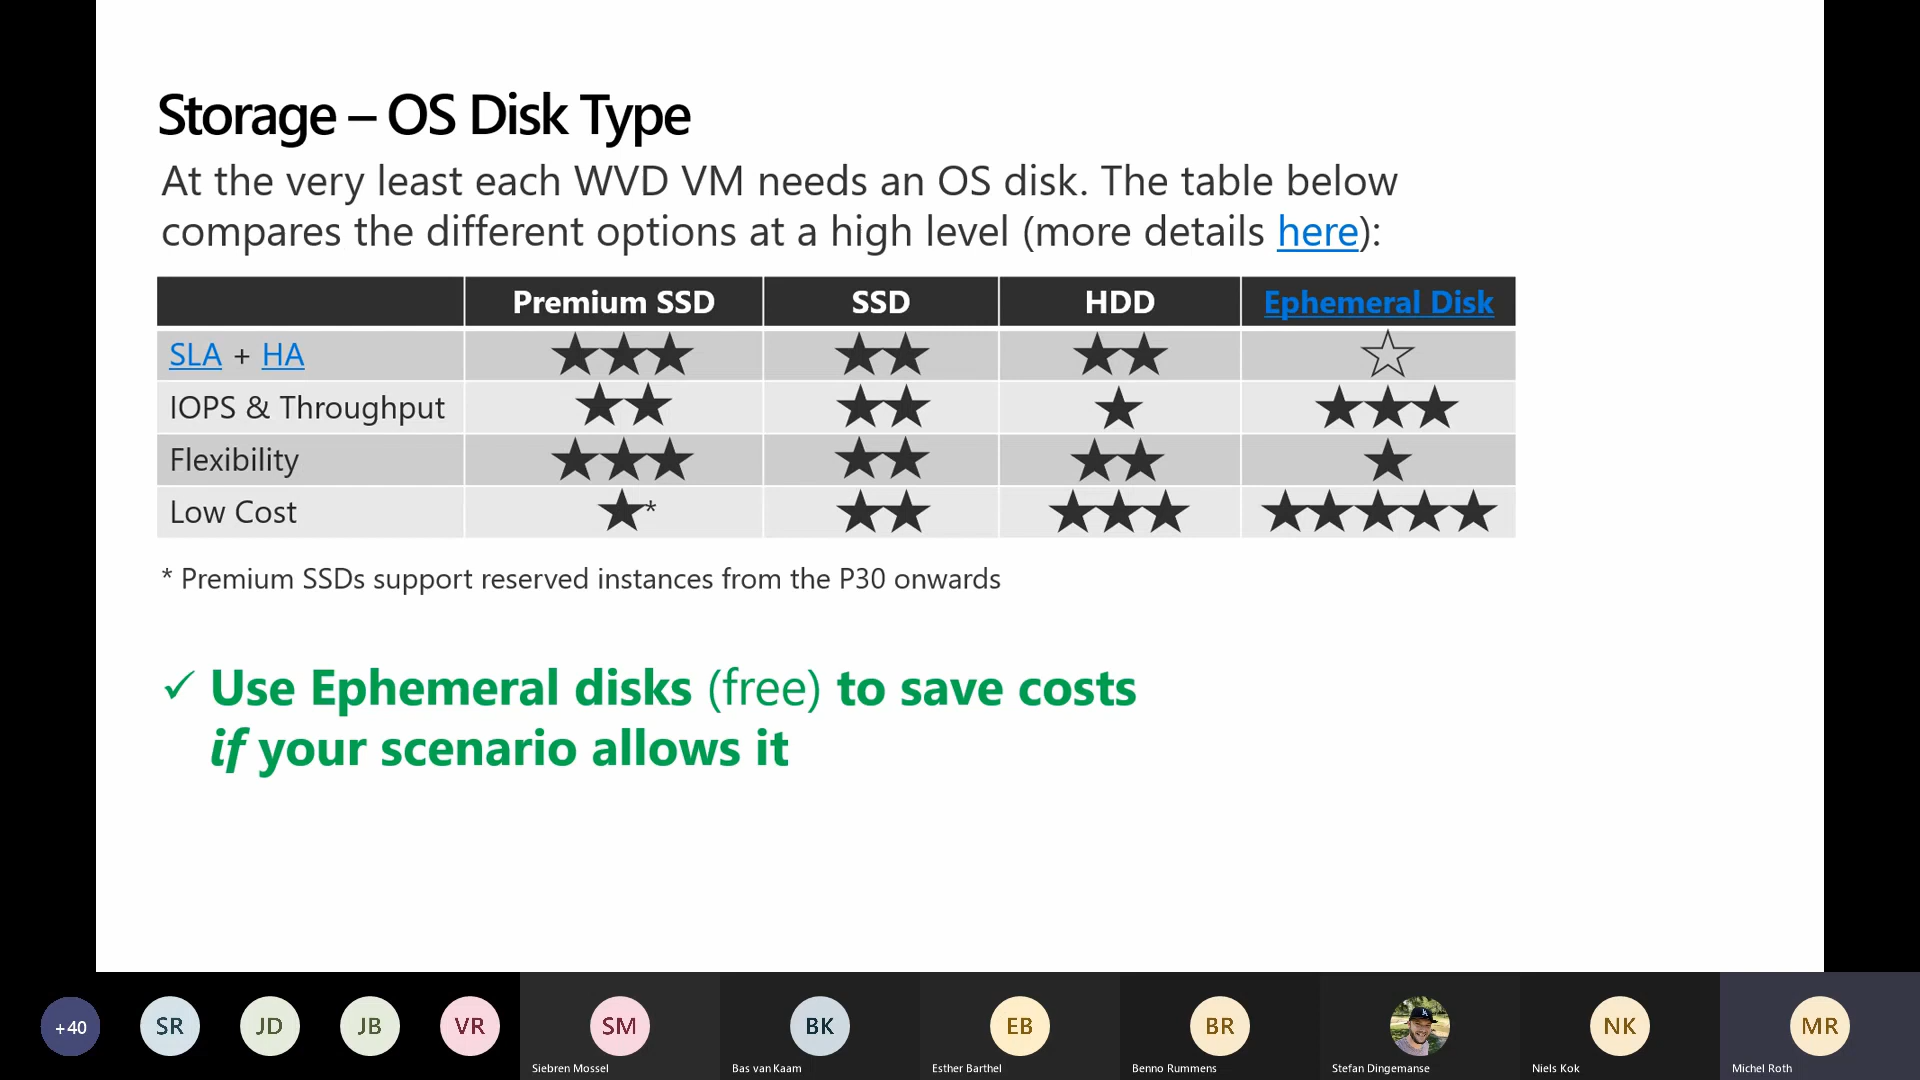 Storage – OS Disk Type
At the very least each WVD VM needs an OS disk. The table below
compares the different options at a high level (more details here):
Premium SSD SSD HDD Ephemeral Disk
SLA + HA ★★★ ★★ ★★ ☆
IOPS & Throughput ★★ ★★ ★ ★★★
Flexibility ★★★ ★★ ★★ ★
Low Cost ★* ★★ ★★★ ★★★★★
* Premium SSDs support reserved instances from the P30 onwards
✓ Use Ephemeral disks (free) to save costs
if your scenario allows it
+40 SR JD JB VR SM BK EB BR NK MR
Siebren Mossel Bas van Kaam Esther Barthel Benno Rummens Stefan Dingemanse Niels Kok Michel Roth